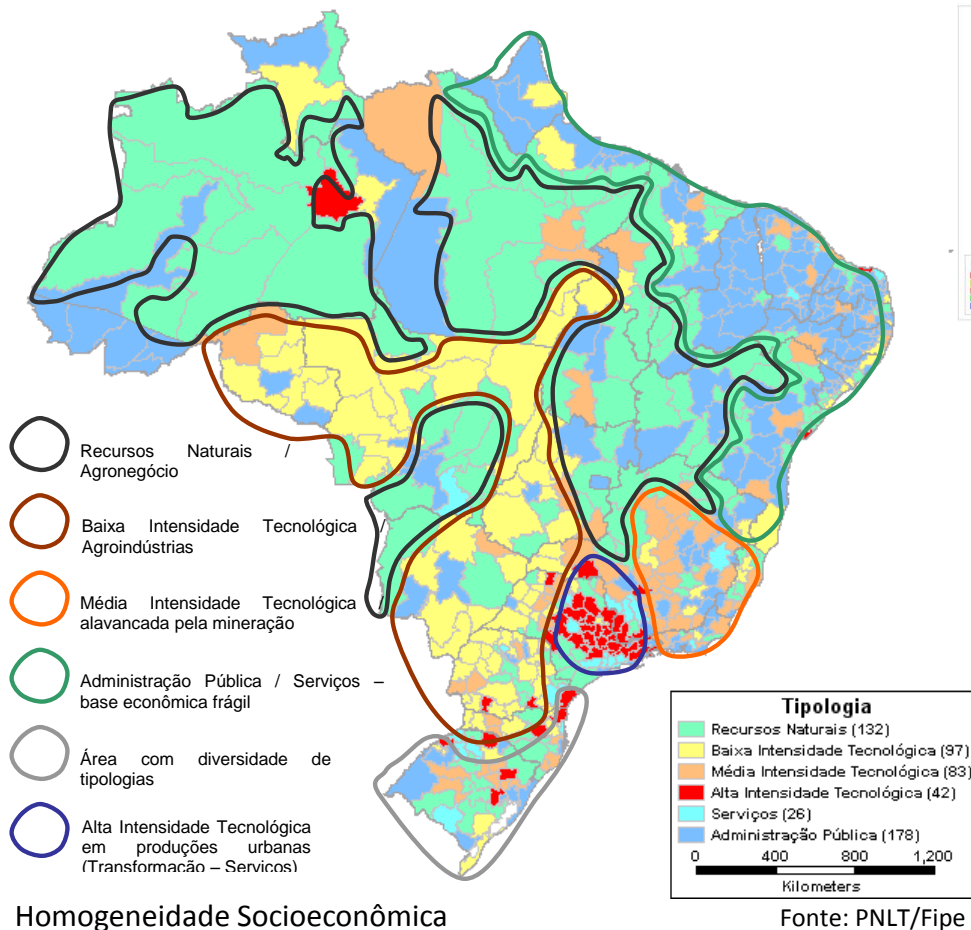 Recursos Naturais /
Agronegócio
Baixa Intensidade Tecnológica /
Agroindústrias
Média Intensidade Tecnológica /
alavancada pela mineração
Administração Pública / Serviços –
base econômica frágil
Área com diversidade de
tipologias
Alta Intensidade Tecnológica
em produções urbanas
(Transformação – Serviços)
Tipologia
Recursos Naturais (132)
Baixa Intensidade Tecnológica (97)
Média Intensidade Tecnológica (83)
Alta Intensidade Tecnológica (42)
Serviços (26)
Administração Pública (178)
0 400 800 1,200
Kilometers
Homogeneidade Socioeconômica
Fonte: PNLT/Fipe